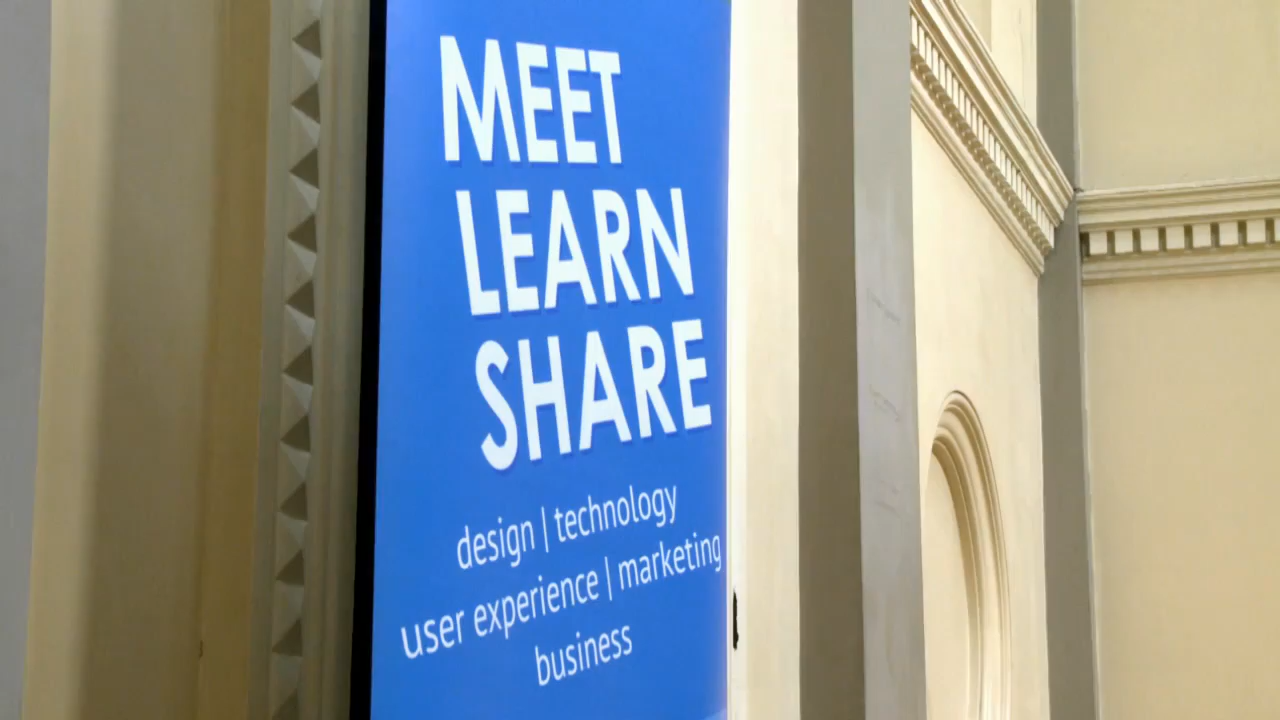 MEET
LEARN
SHARE
design | technology
user experience | marketing
business